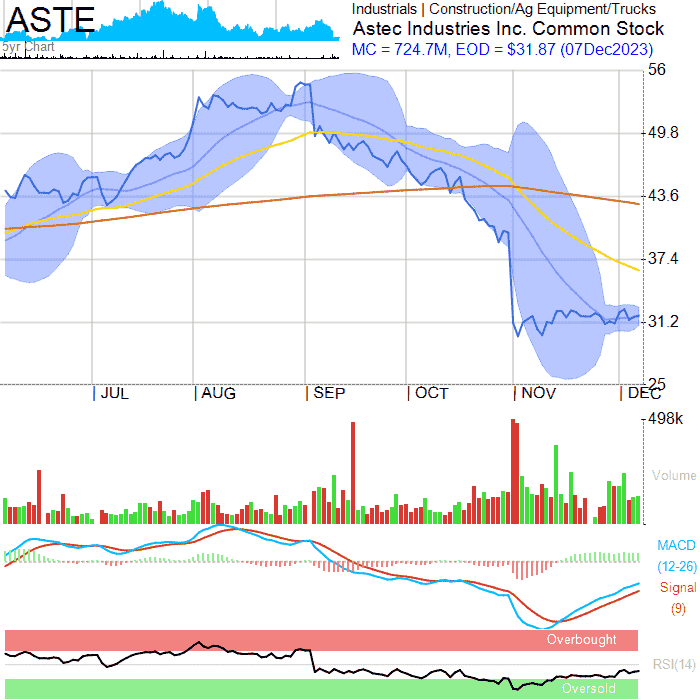 ASTE
5yr Chart
Industrials | Construction/Ag Equipment/Trucks
Astec Industries Inc. Common Stock
MC = 724.7M, EOD = $31.87 (07Dec2023)
56
49.8
43.6
37.4
31.2
25
JUL AUG SEP OCT NOV DEC
498k
Volume
MACD
(12-26)
Signal
(9)
Overbought
RSI(14)
Oversold